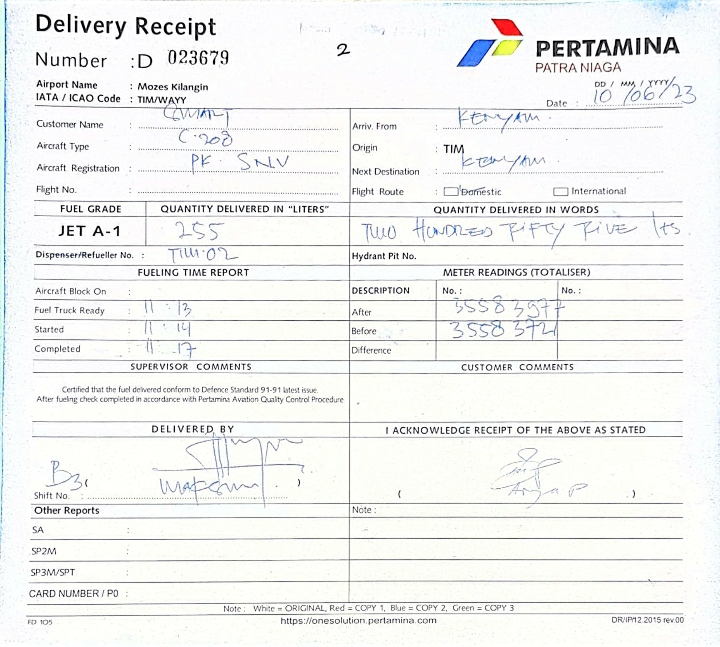 Delivery Receipt
Number : D 023679
2
PERTAMINA
PATRA NIAGA
Airport Name : Mozes Kilangin
IATA / ICAO Code : TIM/WAYY
DD / MM / YYYY
Date : 10/06/23
Customer Name : SMART
Arriv. From : KENYAM
Aircraft Type : C-208
Origin : TIM
Aircraft Registration : PK - SNV
Next Destination : KENYAM
Flight No. :
Flight Route : Domestic International
FUEL GRADE QUANTITY DELIVERED IN "LITERS" QUANTITY DELIVERED IN WORDS
JET A-1 255 TWO HUNDRED FIFTY FIVE lts
Dispenser/Refueller No. : TIM-02 Hydrant Pit No.
FUELING TIME REPORT METER READINGS (TOTALISER)
Aircraft Block On : DESCRIPTION No. : No. :
Fuel Truck Ready : 11 : 13 After 35583977
Started : 11 : 14 Before 3558372
Completed : 11 . 17 Difference
SUPERVISOR COMMENTS CUSTOMER COMMENTS
Certified that the fuel delivered conform to Defence Standard 91-91 latest issue.
After fueling check completed in accordance with Pertamina Aviation Quality Control Procedure
DELIVERED BY I ACKNOWLEDGE RECEIPT OF THE ABOVE AS STATED
B3 ( )
Shift No. : ( )
Other Reports Note :
SA :
SP2M :
SP3M/SPT :
CARD NUMBER / P0 :
Note : White = ORIGINAL, Red = COPY 1, Blue = COPY 2, Green = COPY 3
FD 105 https://onesolution.pertamina.com DR/IP/12.2015 rev.00